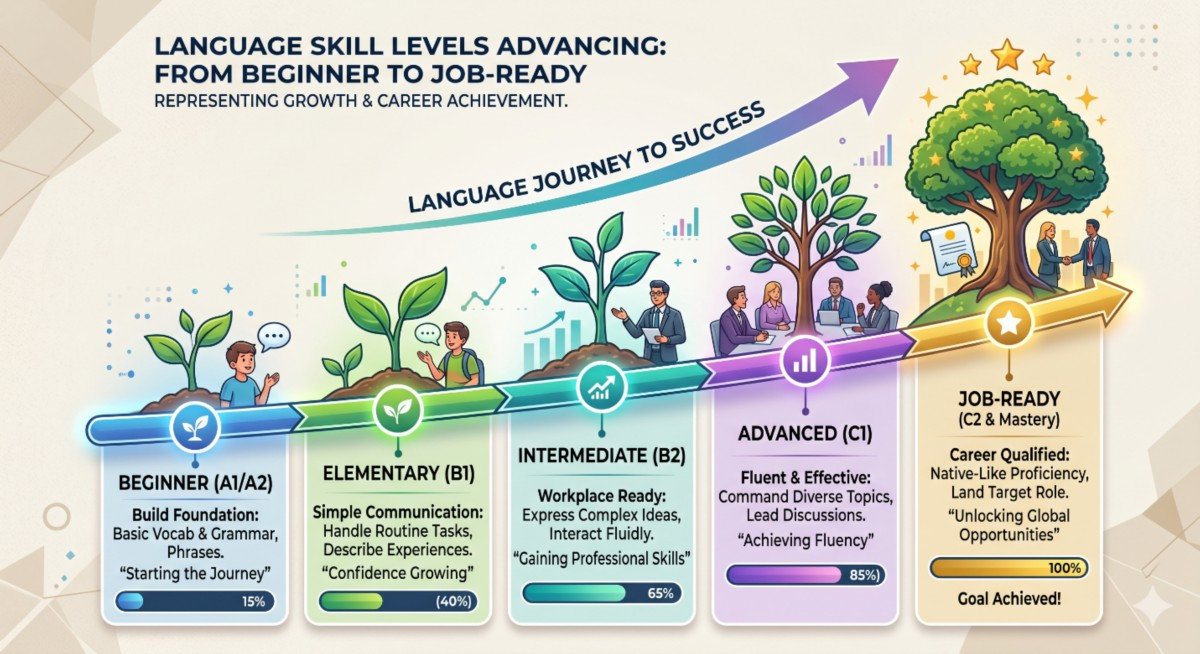 LANGUAGE SKILL LEVELS ADVANCING:
FROM BEGINNER TO JOB-READY
REPRESENTING GROWTH & CAREER ACHIEVEMENT.
LANGUAGE JOURNEY TO SUCCESS
BEGINNER (A1/A2)
Build Foundation:
Basic Vocab & Grammar,
Phrases.
“Starting the Journey”
15%
ELEMENTARY (B1)
Simple Communication:
Handle Routine Tasks,
Describe Experiences.
“Confidence Growing”
(40%)
INTERMEDIATE (B2)
Workplace Ready:
Express Complex Ideas,
Interact Fluidly.
“Gaining Professional Skills”
65%
ADVANCED (C1)
Fluent & Effective:
Command Diverse Topics,
Lead Discussions.
“Achieving Fluency”
85%)
JOB-READY
(C2 & Mastery)
Career Qualified:
Native-Like Proficiency,
Land Target Role.
“Unlocking Global
Opportunities”
100%
Goal Achieved!